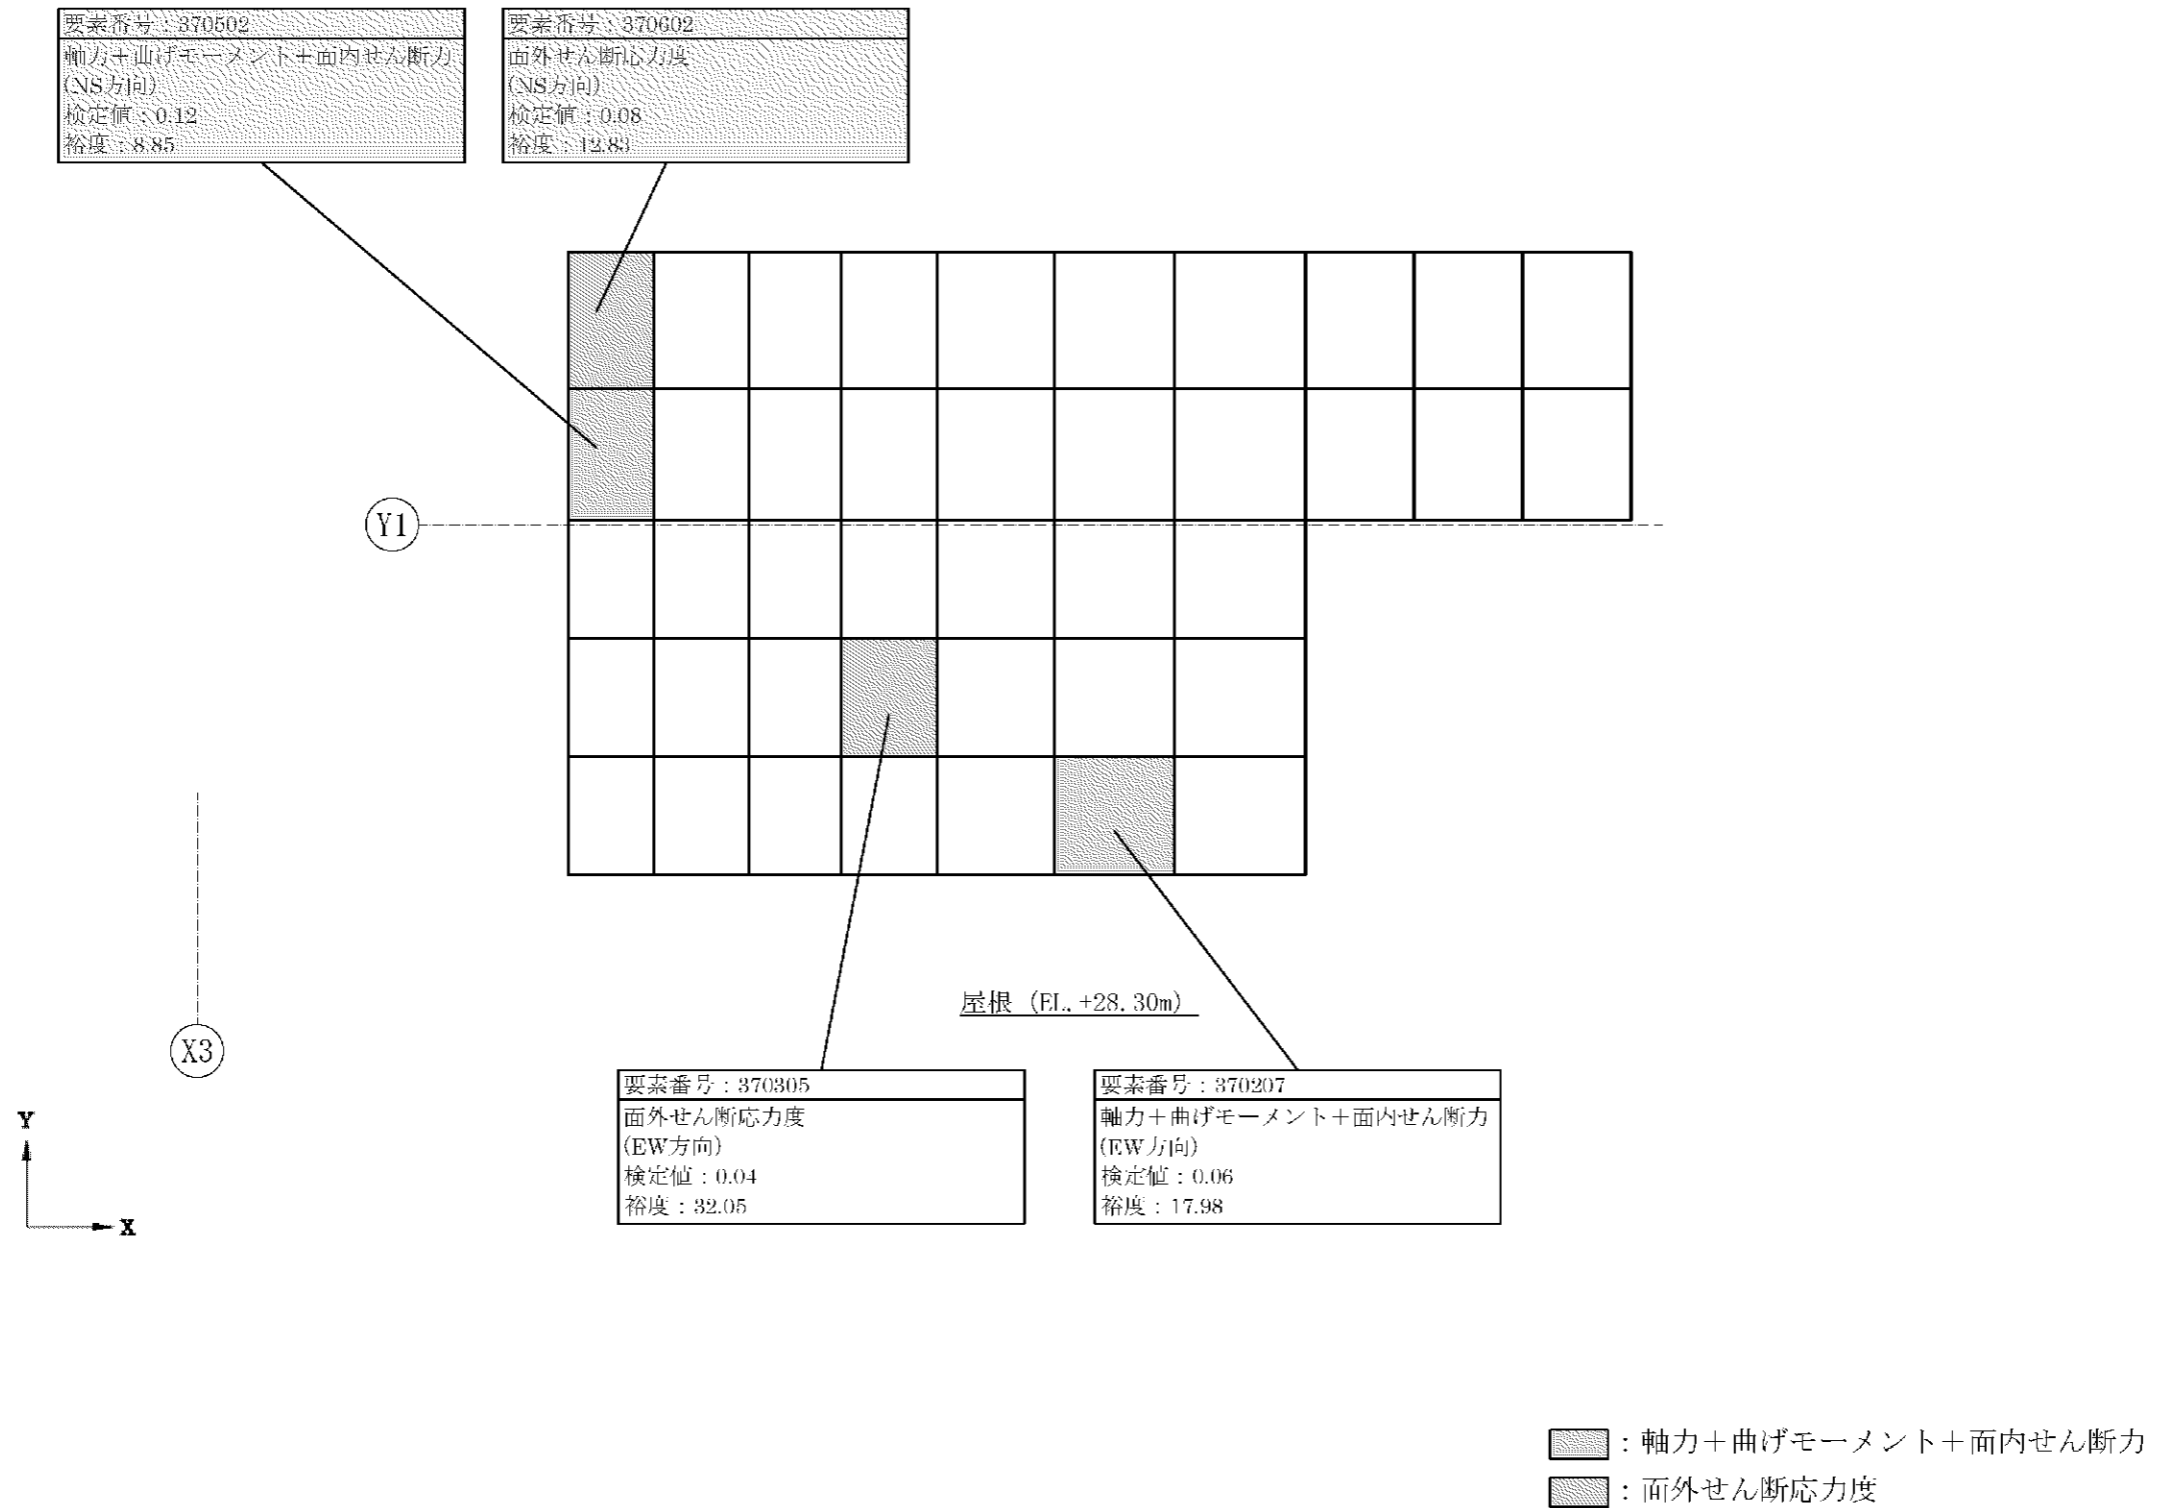 要素番号：370502
軸力＋曲げモーメント＋面内せん断力
(NS方向)
検定値：0.12
裕度：8.85
要素番号：370602
面外せん断応力度
(NS方向)
検定値：0.08
裕度：12.83
Y1
屋根 (EL. +28.30m)
X3
要素番号：370305
面外せん断応力度
(EW方向)
検定値：0.04
裕度：32.05
要素番号：370207
軸力＋曲げモーメント＋面内せん断力
(EW方向)
検定値：0.06
裕度：17.98
Y
X
：軸力＋曲げモーメント＋面内せん断力
：面外せん断応力度